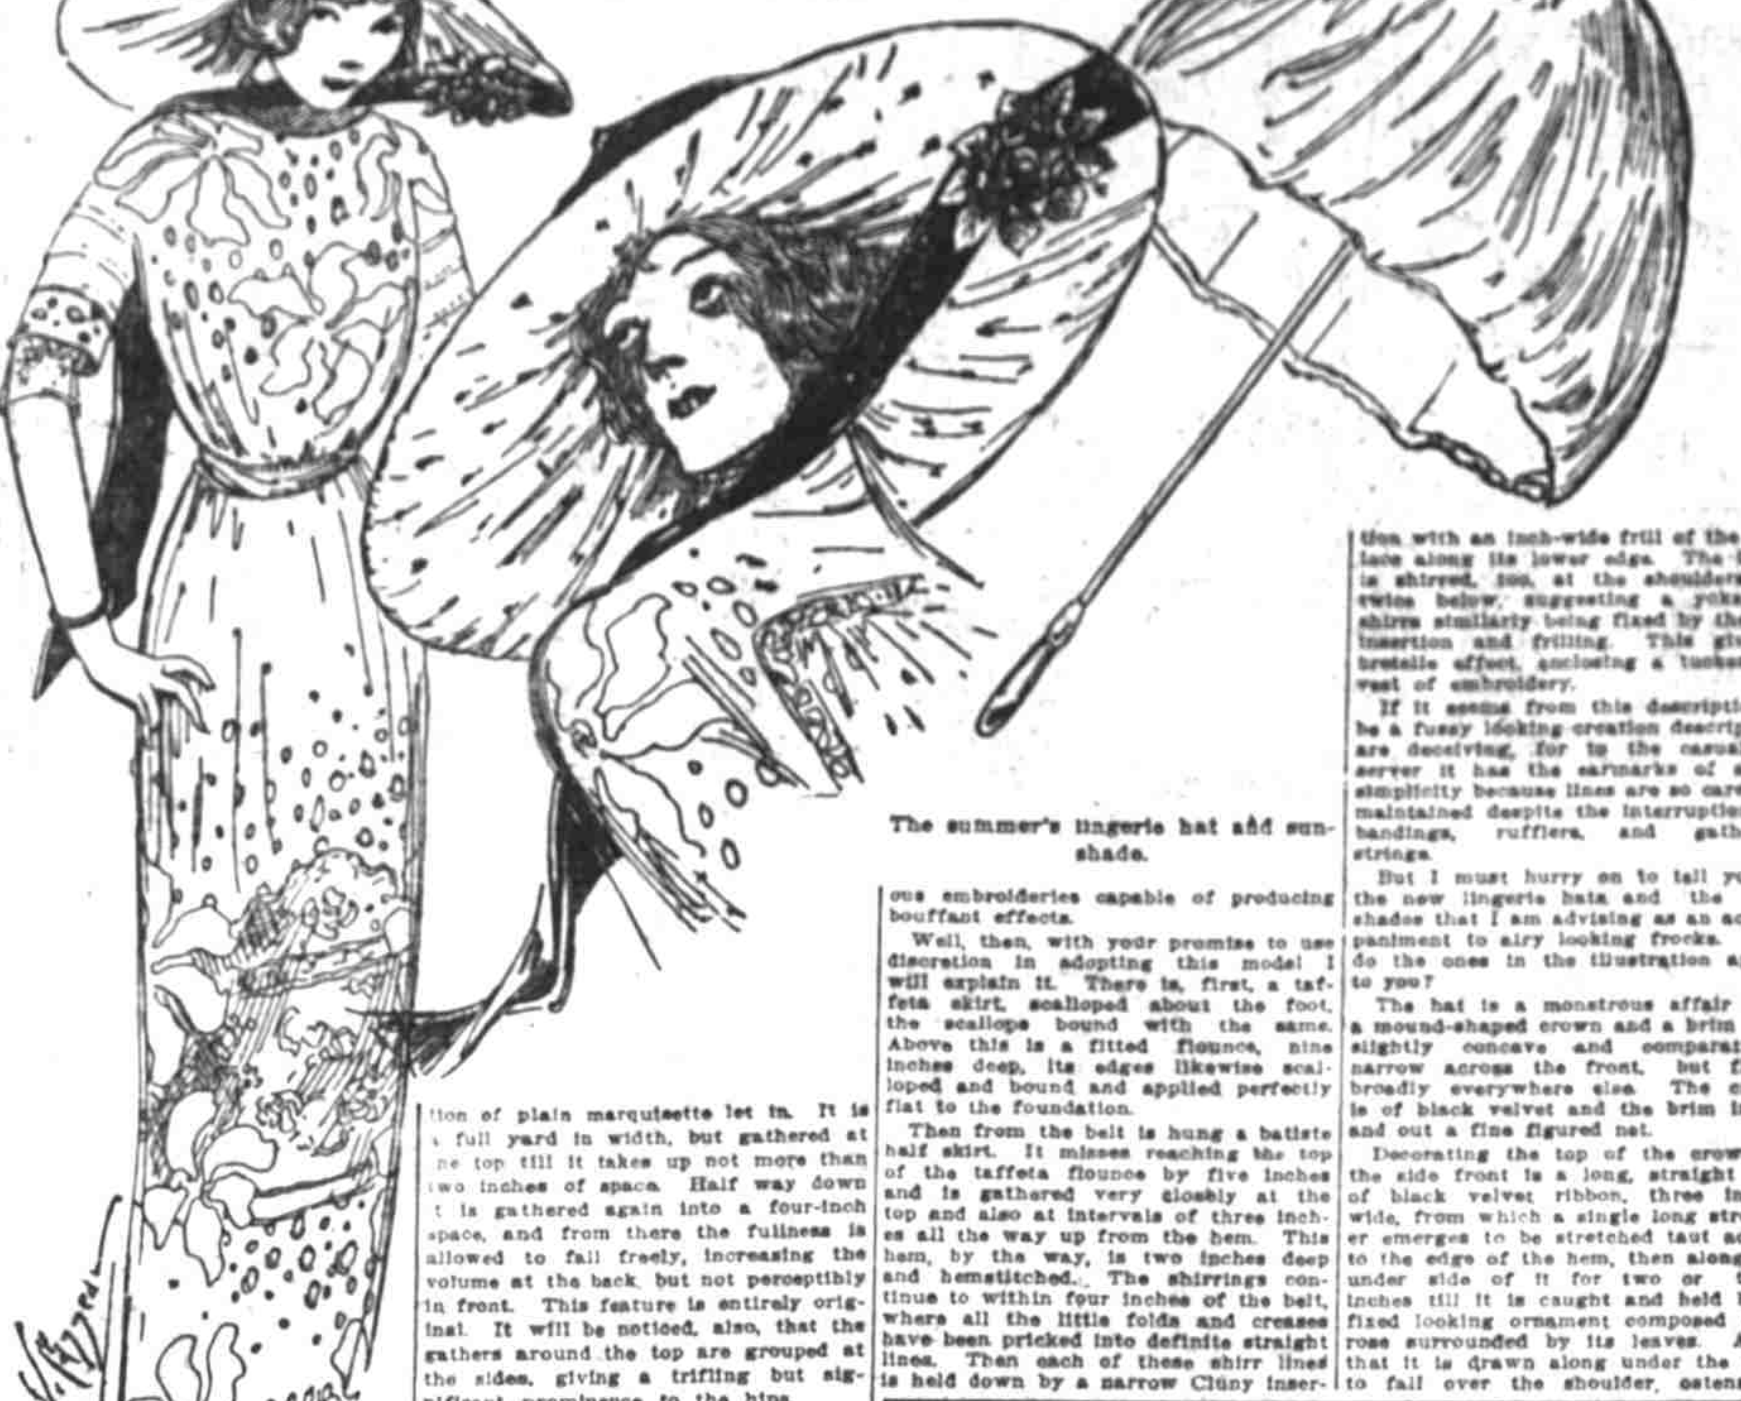 The summer's lingerie hat and sun-
shade.
tion of plain marquisette let in. It is
full yard in width, but gathered at
top till it takes up not more than
inches of space. Half way down
is gathered again into a four-inch
space, and from there the fullness is
allowed to fall freely, increasing the
volume at the back, but not perceptibly
in front. This feature is entirely orig-
inal. It will be noticed, also, that the
gathers around the top are grouped at
the sides, giving a trifling but sig-
nificant prominence to the hips.
ous embroideries capable of producing
bouffant effects.
Well, then, with your promise to use
discretion in adopting this model I
will explain it. There is, first, a taf-
feta skirt, scalloped about the foot,
the scallops bound with the same.
Above this is a fitted flounce, nine
inches deep, its edges likewise scal-
loped and bound and applied perfectly
flat to the foundation.
Then from the belt is hung a batiste
half skirt. It misses reaching the top
of the taffeta flounce by five inches
and is gathered very closely at the
top and also at intervals of three inch-
es all the way up from the hem. This
hem, by the way, is two inches deep
and hemstitched. The shirrings con-
tinue to within four inches of the belt,
where all the little folds and creases
have been pricked into definite straight
lines. Then each of these shirr lines
is held down by a narrow Cluny inser-
tion with an inch-wide frill of the
lace along its lower edge. The
is shirred, too, at the shoulders
twice below, suggesting a yoke
shirrs similarly being fixed by the
insertion and frilling. This
bretelle effect, enclosing a
vest of embroidery.
If it seems from this
be a fussy looking creation
are deceiving, for to the casual
server it has the earmarks of
simplicity because lines are so
maintained despite the
bandings, rufflers, and
strings.
But I must hurry on to tell
the new lingerie hats and the
shades that I am advising as an
paniment to airy looking frocks.
do the ones in the illustration
to you?
The hat is a monstrous affair
a mound-shaped crown and a brim
slightly concave and
narrow across the front, but
broadly everywhere else. The
is of black velvet and the brim
and out a fine figured net.
Decorating the top of the
the side front is a long, straight
of black velvet ribbon, three
wide, from which a single long
er emerges to be stretched taut
to the edge of the hem, then along
under side of it for two or
inches till it is caught and held
fixed looking ornament composed
rose surrounded by its leaves.
that it is drawn along under the
to fall over the shoulder,